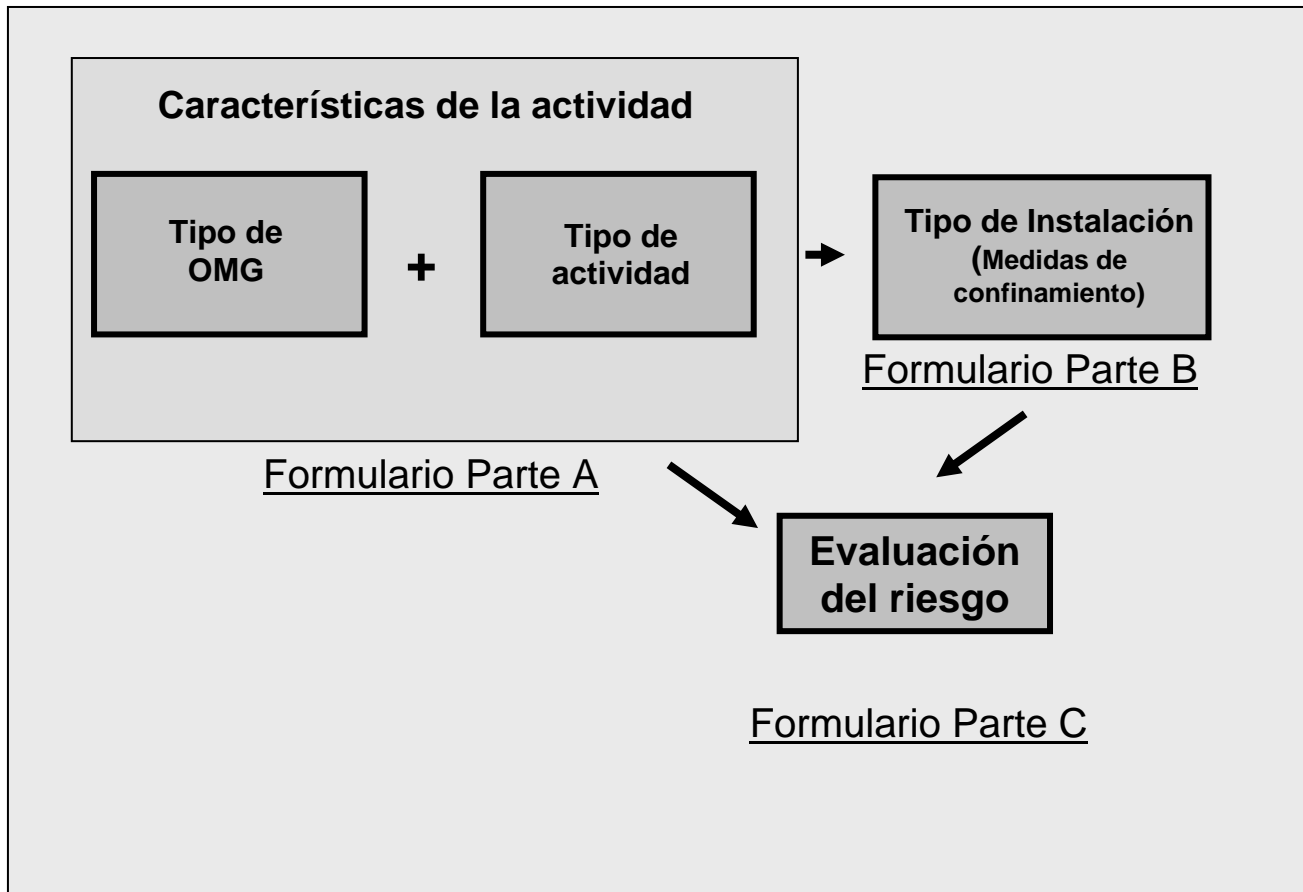 Características de la actividad
Tipo de
OMG
+
Tipo de
actividad
Tipo de Instalación
(Medidas de
confinamiento)
Formulario Parte B
Formulario Parte A
Evaluación
del riesgo
Formulario Parte C